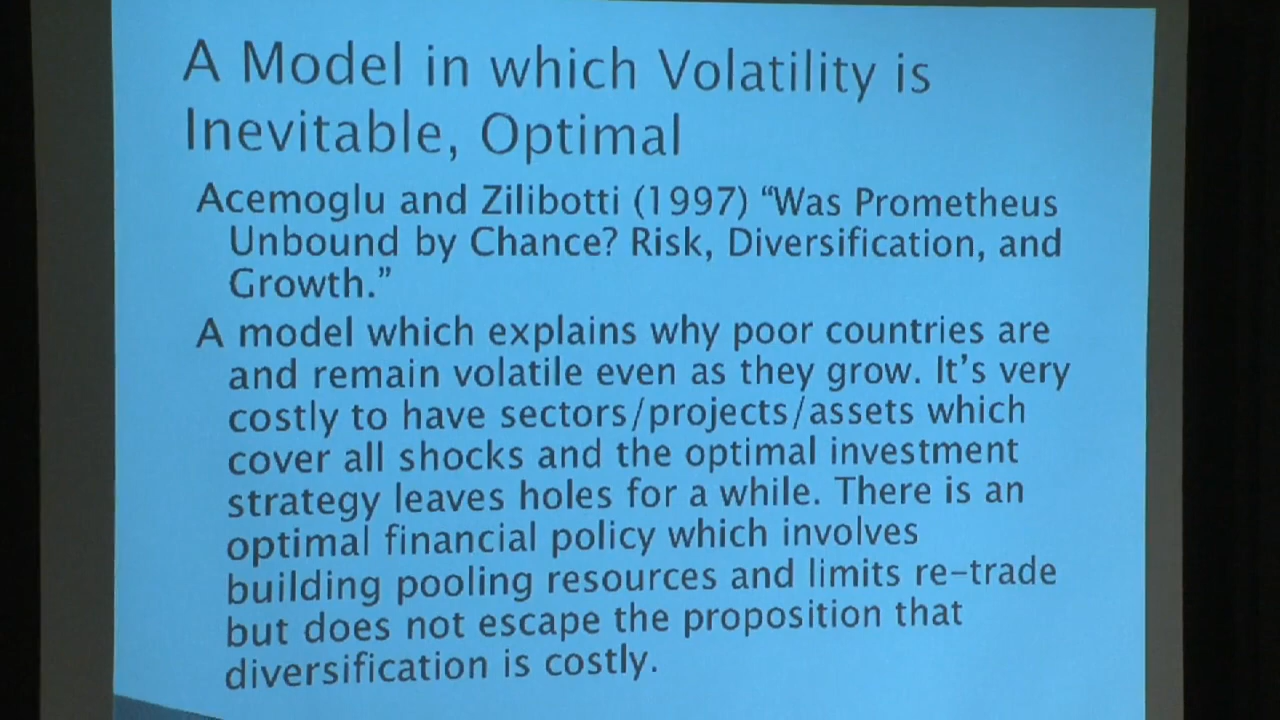 A Model in which Volatility is
Inevitable, Optimal
Acemoglu and Zilibotti (1997) “Was Prometheus
Unbound by Chance? Risk, Diversification, and
Growth.”
A model which explains why poor countries are
and remain volatile even as they grow. It’s very
costly to have sectors/projects/assets which
cover all shocks and the optimal investment
strategy leaves holes for a while. There is an
optimal financial policy which involves
building pooling resources and limits re-trade
but does not escape the proposition that
diversification is costly.